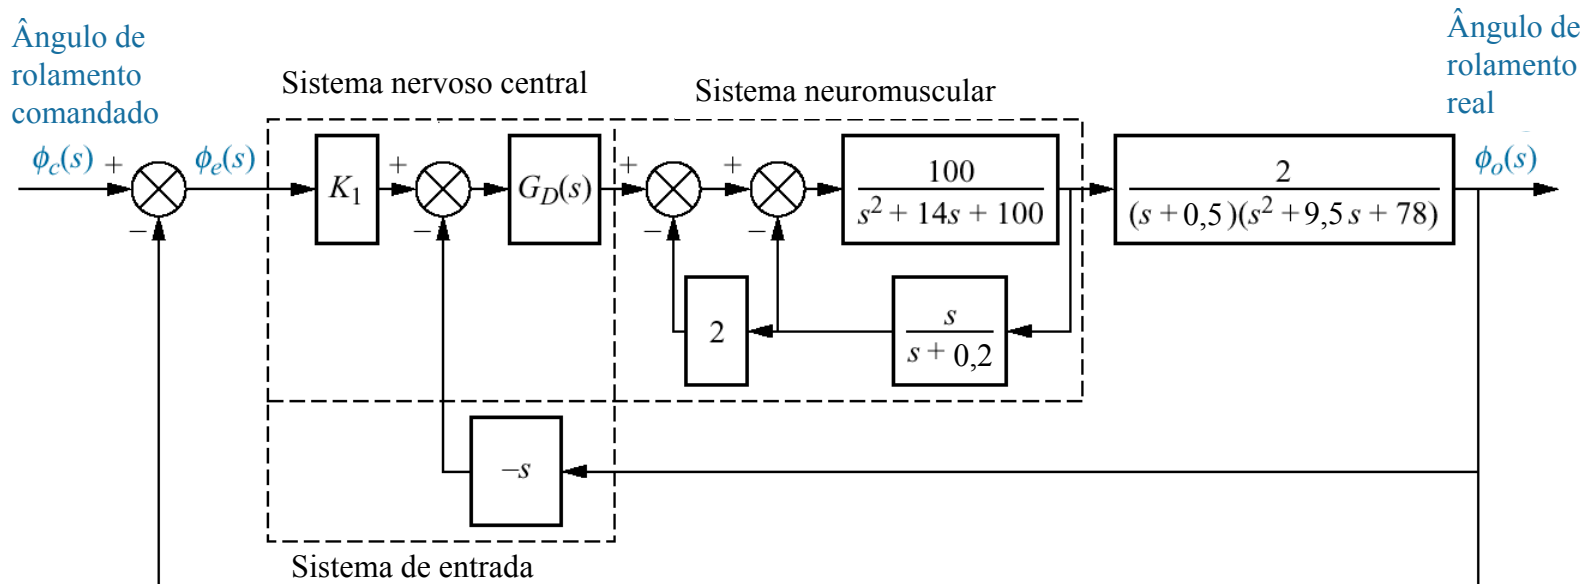 Ângulo de
rolamento
comandado
Sistema nervoso central
Sistema neuromuscular
Ângulo de
rolamento
real
ϕc(s)
+
−
ϕe(s)
K1
+
−
GD(s)
+
−
+
−
100
s² + 14s + 100
2
(s + 0,5)(s² + 9,5s + 78)
ϕo(s)
2
s
s + 0,2
−s
Sistema de entrada